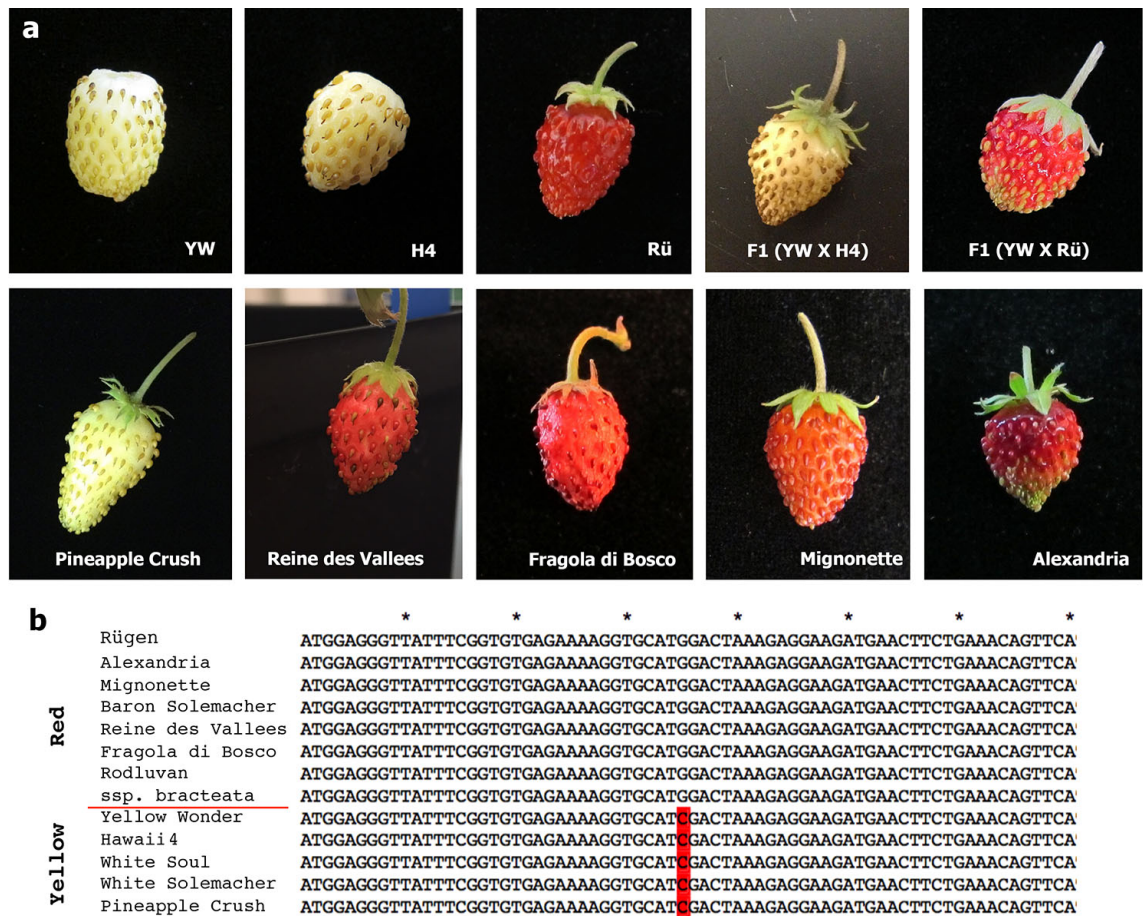 a
YW
H4
Rü
F1 (YW X H4)
F1 (YW X Rü)
Pineapple Crush
Reine des Vallees
Fragola di Bosco
Mignonette
Alexandria
b
* * * * * * *
Red
Rügen ATGGAGGGTTATTTCGGTGTGAGAAAAGGTGCATGGACTAAAGAGGAAGATGAACTTCTGAAACAGTTCA
Alexandria ATGGAGGGTTATTTCGGTGTGAGAAAAGGTGCATGGACTAAAGAGGAAGATGAACTTCTGAAACAGTTCA
Mignonette ATGGAGGGTTATTTCGGTGTGAGAAAAGGTGCATGGACTAAAGAGGAAGATGAACTTCTGAAACAGTTCA
Baron Solemacher ATGGAGGGTTATTTCGGTGTGAGAAAAGGTGCATGGACTAAAGAGGAAGATGAACTTCTGAAACAGTTCA
Reine des Vallees ATGGAGGGTTATTTCGGTGTGAGAAAAGGTGCATGGACTAAAGAGGAAGATGAACTTCTGAAACAGTTCA
Fragola di Bosco ATGGAGGGTTATTTCGGTGTGAGAAAAGGTGCATGGACTAAAGAGGAAGATGAACTTCTGAAACAGTTCA
Rodluvan ATGGAGGGTTATTTCGGTGTGAGAAAAGGTGCATGGACTAAAGAGGAAGATGAACTTCTGAAACAGTTCA
ssp. bracteata ATGGAGGGTTATTTCGGTGTGAGAAAAGGTGCATGGACTAAAGAGGAAGATGAACTTCTGAAACAGTTCA
Yellow
Yellow Wonder ATGGAGGGTTATTTCGGTGTGAGAAAAGGTGCATCGACTAAAGAGGAAGATGAACTTCTGAAACAGTTCA
Hawaii4 ATGGAGGGTTATTTCGGTGTGAGAAAAGGTGCATCGACTAAAGAGGAAGATGAACTTCTGAAACAGTTCA
White Soul ATGGAGGGTTATTTCGGTGTGAGAAAAGGTGCATCGACTAAAGAGGAAGATGAACTTCTGAAACAGTTCA
White Solemacher ATGGAGGGTTATTTCGGTGTGAGAAAAGGTGCATCGACTAAAGAGGAAGATGAACTTCTGAAACAGTTCA
Pineapple Crush ATGGAGGGTTATTTCGGTGTGAGAAAAGGTGCATCGACTAAAGAGGAAGATGAACTTCTGAAACAGTTCA